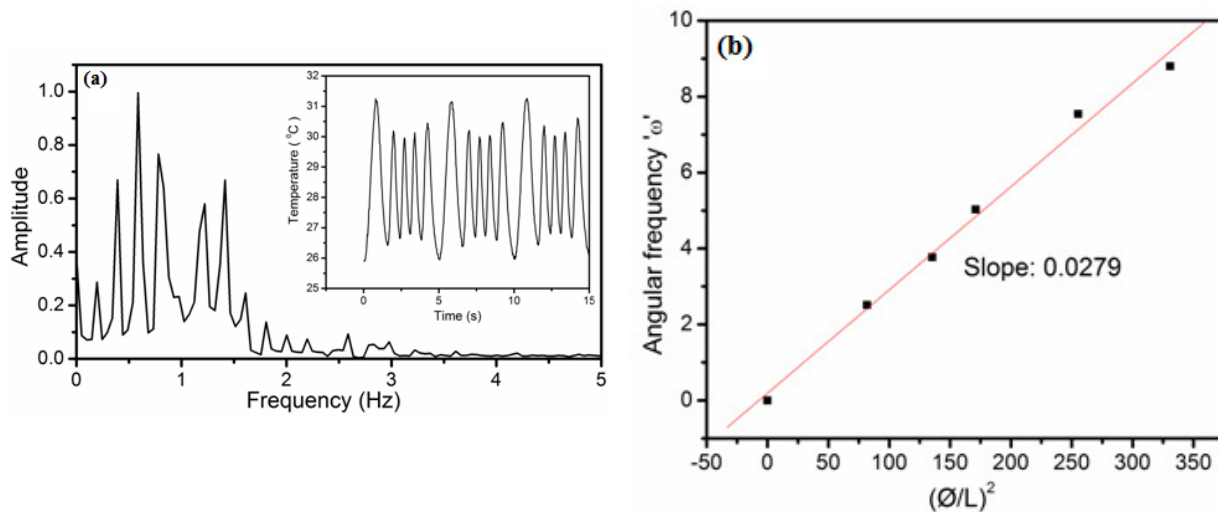 (a)
Amplitude
1.0
0.8
0.6
0.4
0.2
0.0
0 1 2 3 4 5
Frequency (Hz)
Temperature ( °C)
32
31
30
29
28
27
26
25
0 5 10 15
Time (s)
(b)
Angular frequency 'ω'
10
8
6
4
2
0
Slope: 0.0279
-50 0 50 100 150 200 250 300 350
(Ø/L)²